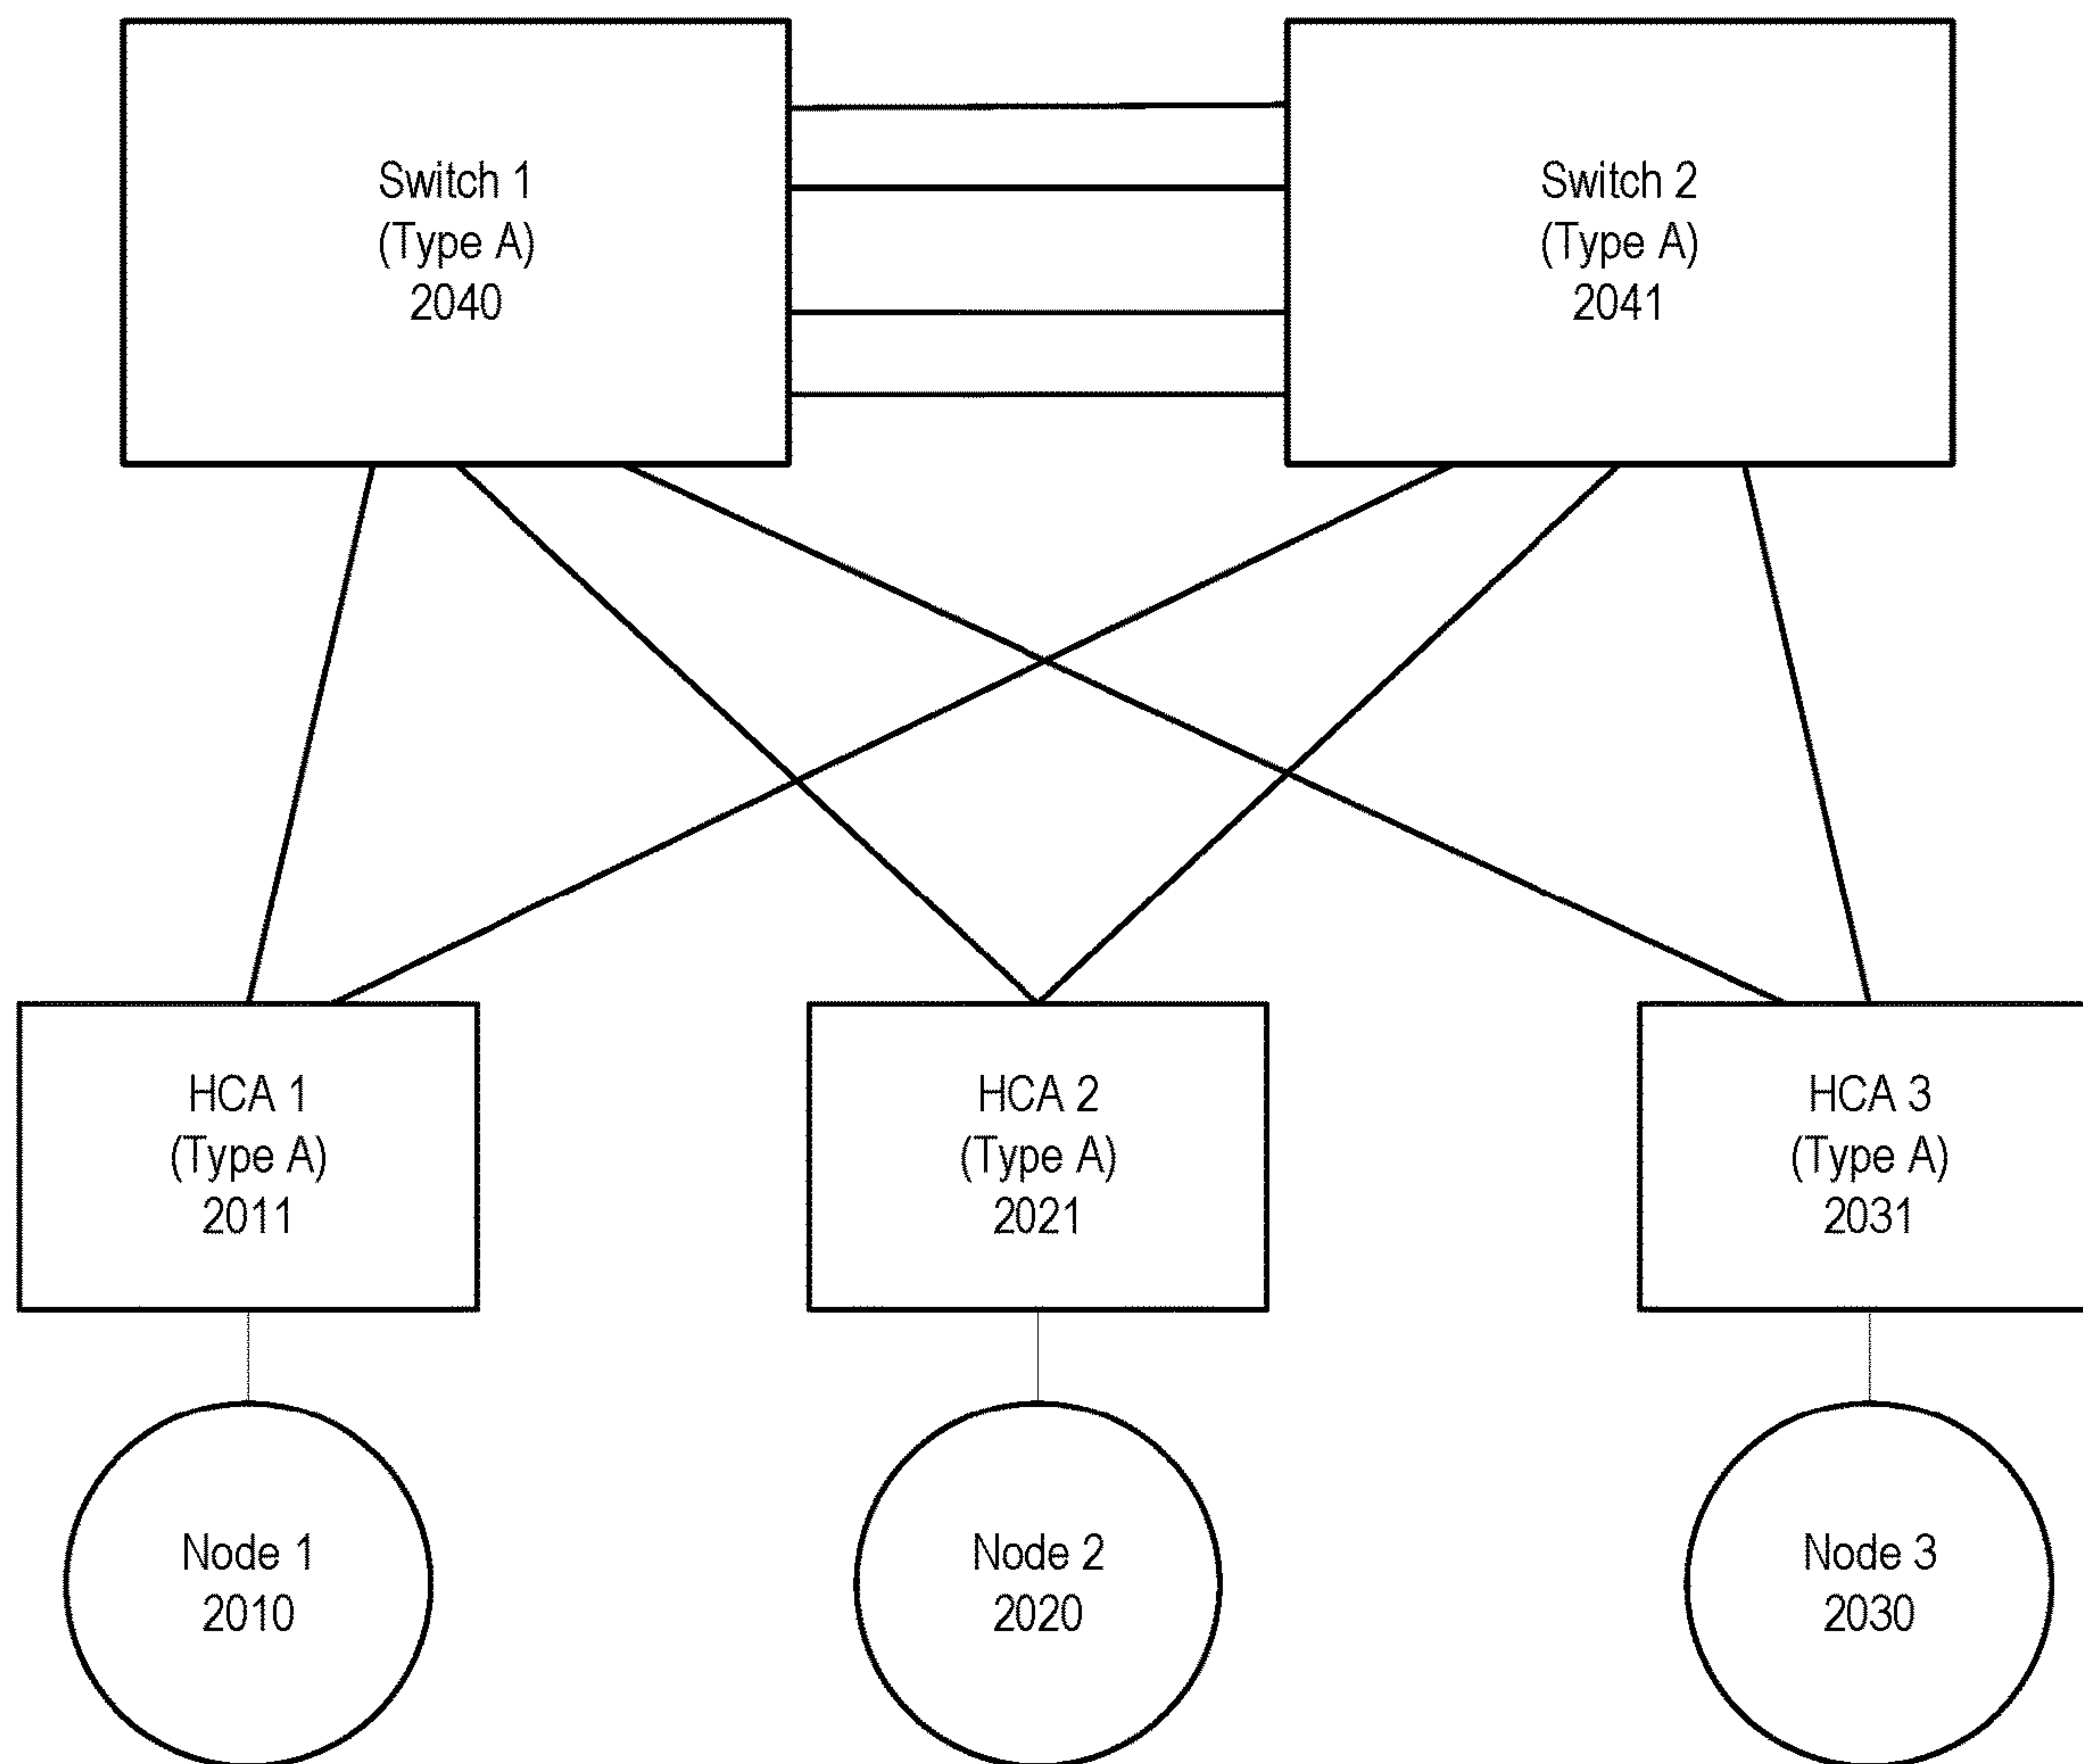 Switch 1
(Type A)
2040
Switch 2
(Type A)
2041
HCA 1
(Type A)
2011
HCA 2
(Type A)
2021
HCA 3
(Type A)
2031
Node 1
2010
Node 2
2020
Node 3
2030